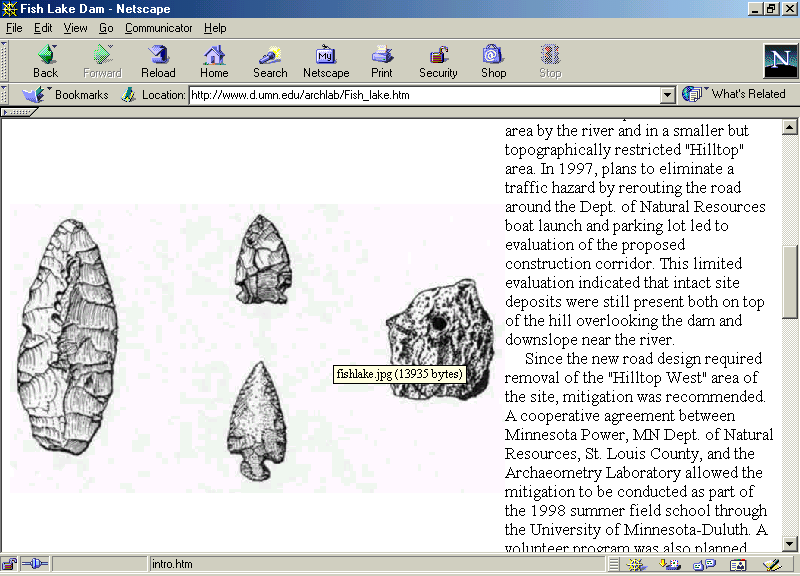 Fish Lake Dam - Netscape
File Edit View Go Communicator Help
Back Forward Reload Home Search Netscape Print Security Shop Stop
My
N
Bookmarks Location: http://www.d.umn.edu/archlab/Fish_lake.htm What's Related
area by the river and in a smaller but
topographically restricted "Hilltop"
area. In 1997, plans to eliminate a
traffic hazard by rerouting the road
around the Dept. of Natural Resources
boat launch and parking lot led to
evaluation of the proposed
construction corridor. This limited
evaluation indicated that intact site
deposits were still present both on top
of the hill overlooking the dam and
downslope near the river.
Since the new road design required
removal of the "Hilltop West" area of
the site, mitigation was recommended.
A cooperative agreement between
Minnesota Power, MN Dept. of Natural
Resources, St. Louis County, and the
Archaeometry Laboratory allowed the
mitigation to be conducted as part of
the 1998 summer field school through
the University of Minnesota-Duluth. A
volunteer program was also planned
fishlake.jpg (13935 bytes)
intro.htm